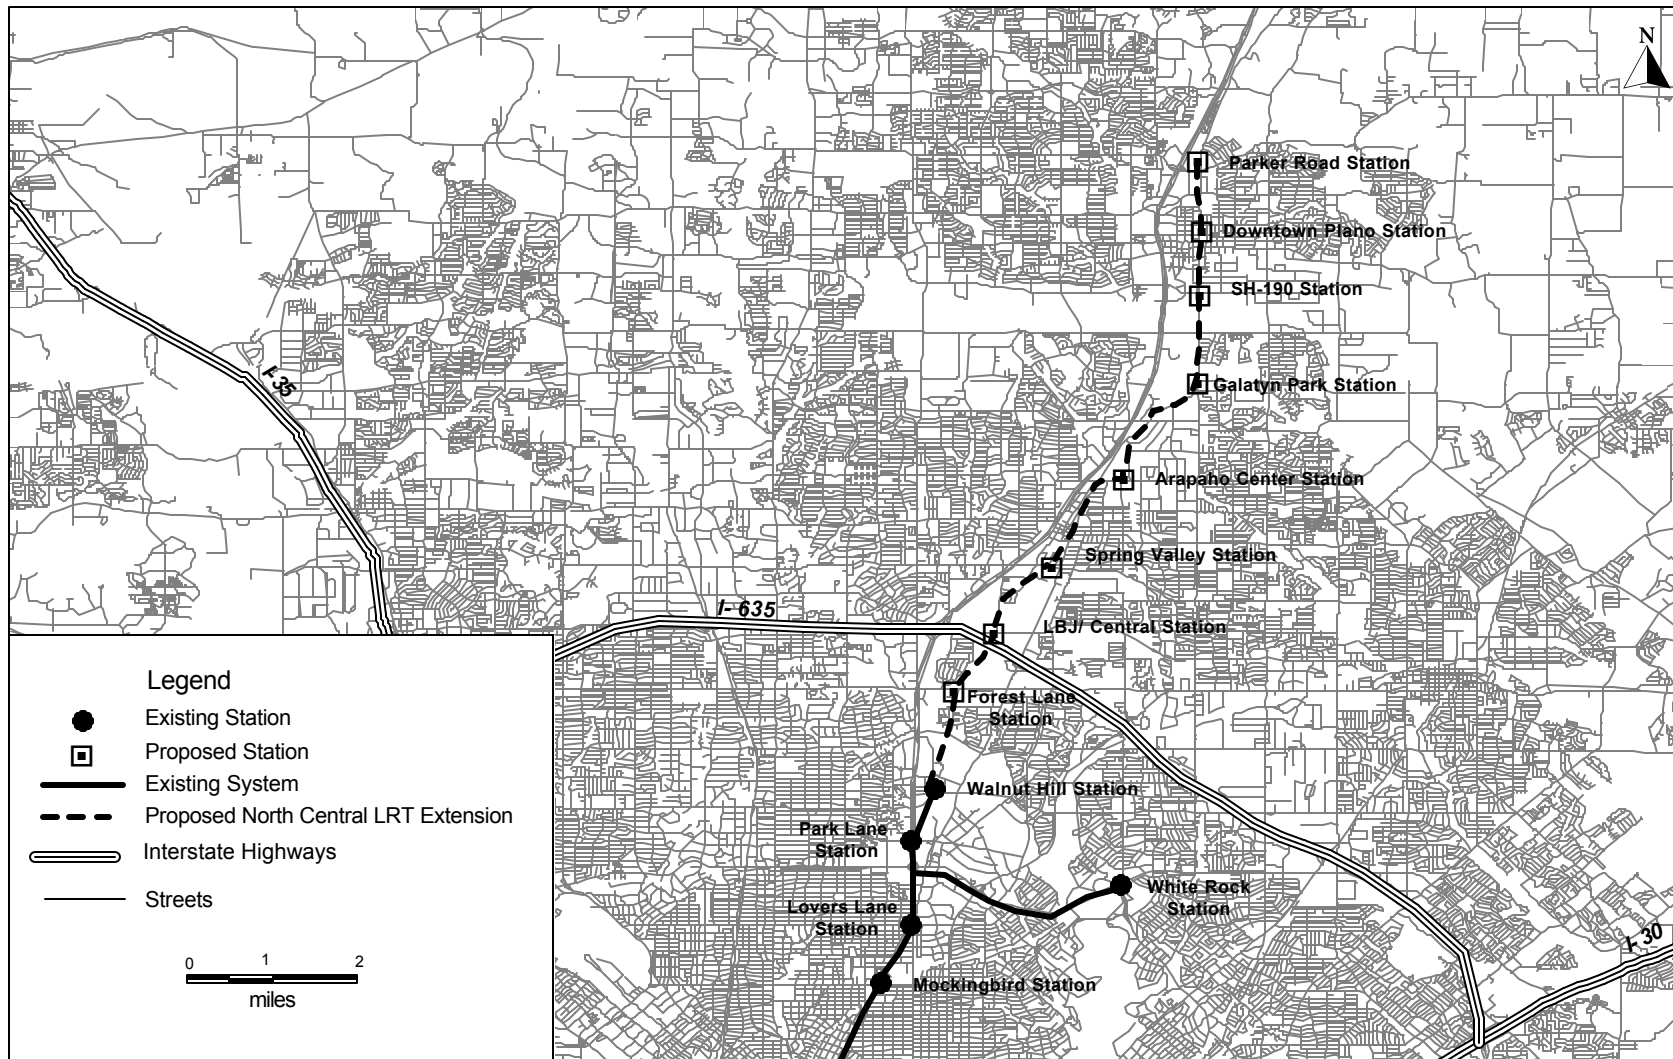 N
Parker Road Station
Downtown Plano Station
SH-190 Station
I-35
Galatyn Park Station
Arapaho Center Station
Spring Valley Station
I- 635
LBJ/ Central Station
Forest Lane
Station
Walnut Hill Station
Park Lane
Station
White Rock
Station
Lovers Lane
Station
I- 30
Mockingbird Station
Legend
Existing Station
Proposed Station
Existing System
Proposed North Central LRT Extension
Interstate Highways
Streets
0 1 2
miles